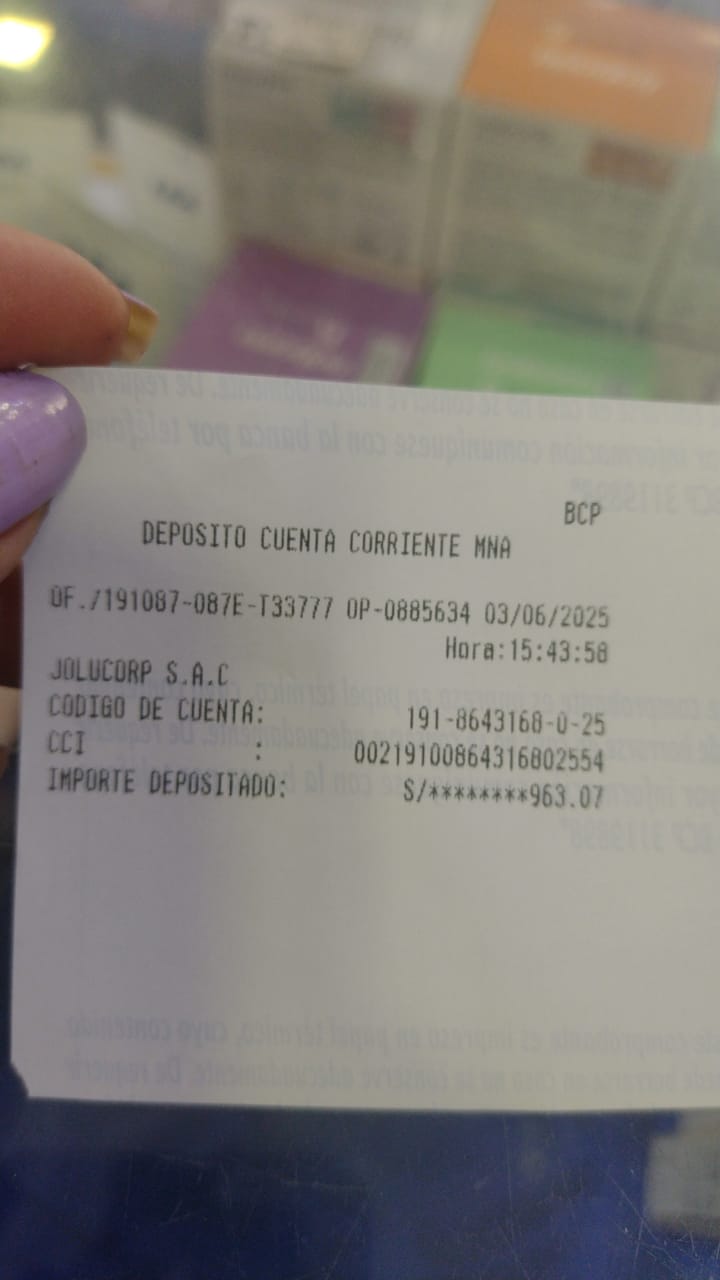 BCP
DEPOSITO CUENTA CORRIENTE MNA
OF./191087-087E-T33777 OP-0885634 03/06/2025
Hora:15:43:58
JOLUCORP S.A.C
CODIGO DE CUENTA: 191-8643168-0-25
CCI : 00219100864316802554
IMPORTE DEPOSITADO: S/********963.07